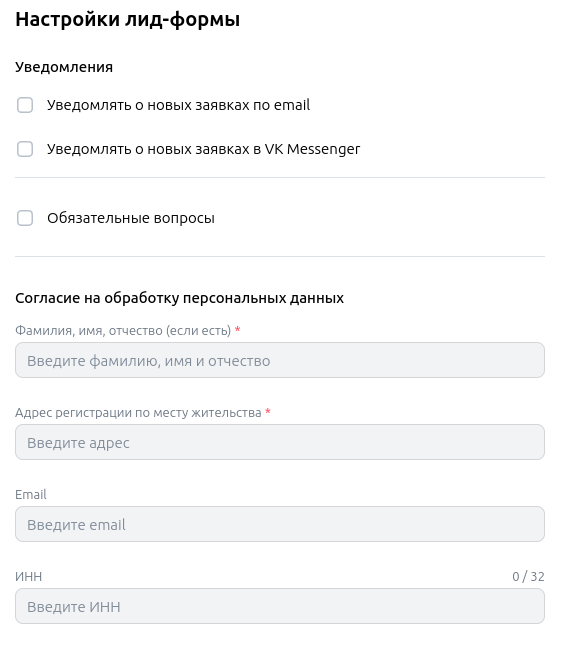 Настройки лид-формы
Уведомления
Уведомлять о новых заявках по email
Уведомлять о новых заявках в VK Messenger
Обязательные вопросы
Согласие на обработку персональных данных
Фамилия, имя, отчество (если есть) *
Введите фамилию, имя и отчество
Адрес регистрации по месту жительства *
Введите адрес
Email
Введите email
ИНН 0 / 32
Введите ИНН